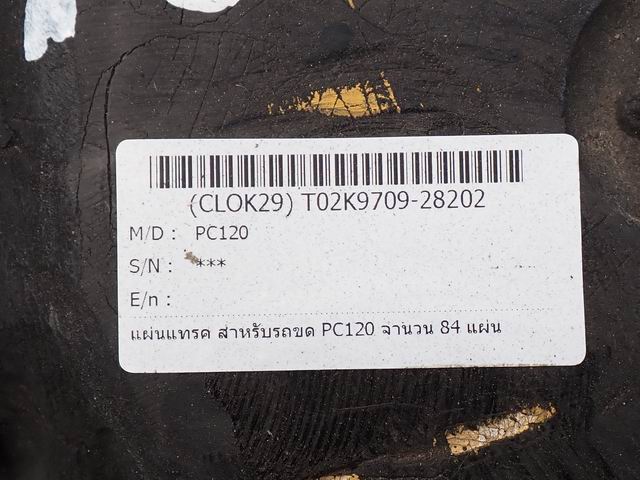 (CLOK29) T02K9709-28202
M/D : PC120
S/N : ***
E/n :
แผ่นแทรค สำหรับรถขุด PC120 จำนวน 84 แผ่น